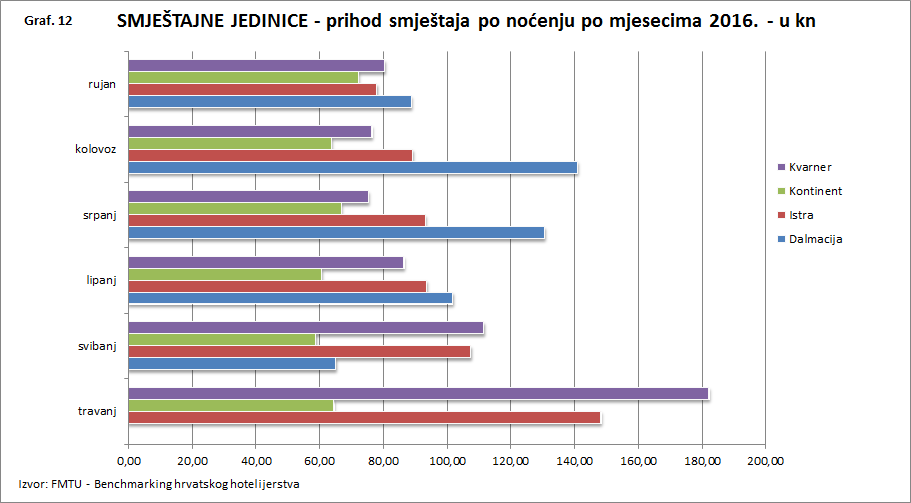 Graf. 12
SMJEŠTAJNE JEDINICE - prihod smještaja po noćenju po mjesecima 2016. - u kn
rujan
kolovoz
srpanj
lipanj
svibanj
travanj
Kvarner
Kontinent
Istra
Dalmacija
0,00 20,00 40,00 60,00 80,00 100,00 120,00 140,00 160,00 180,00 200,00
Izvor: FMTU - Benchmarking hrvatskog hotelijerstva